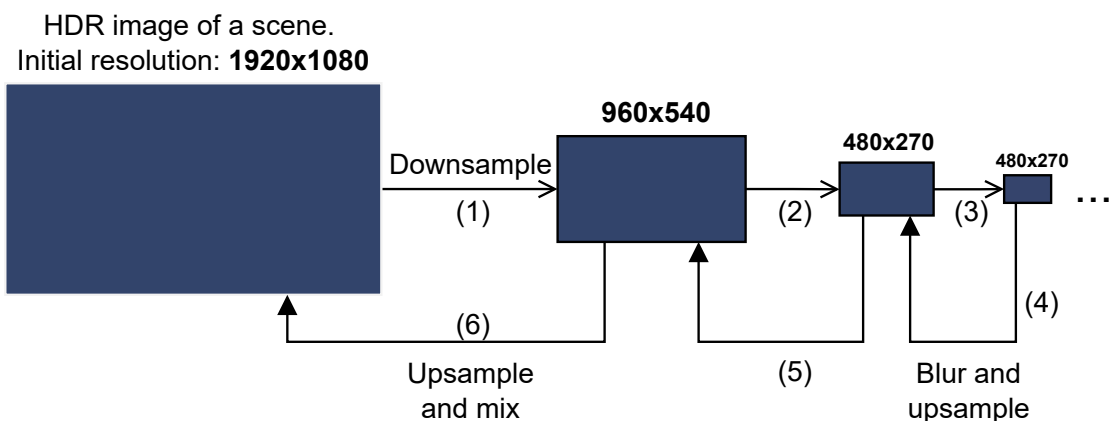 HDR image of a scene.
Initial resolution: 1920x1080
960x540
480x270
480x270
Downsample
(1)
(2)
(3)
...
(4)
(6)
(5)
Upsample
and mix
Blur and
upsample